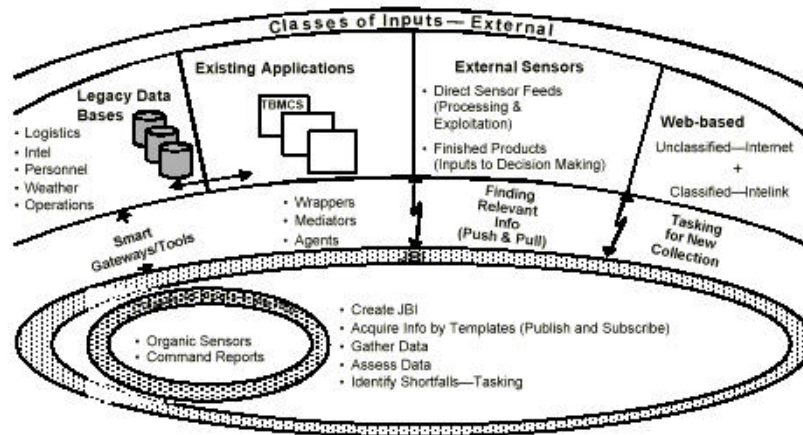 Classes of Inputs—External
Legacy Data
Bases
• Logistics
• Intel
• Personnel
• Weather
• Operations
Existing Applications
TBMCS
External Sensors
• Direct Sensor Feeds
(Processing &
Exploitation)
• Finished Products
(Inputs to Decision Making)
Web-based
Unclassified—Internet
+
Classified—Intelink
Smart
Gateways/Tools
• Wrappers
• Mediators
• Agents
Finding
Relevant
Info
(Push & Pull)
Tasking
for New
Collection
JBI
• Organic Sensors
• Command Reports
• Create JBI
• Acquire Info by Templates (Publish and Subscribe)
• Gather Data
• Assess Data
• Identify Shortfalls—Tasking